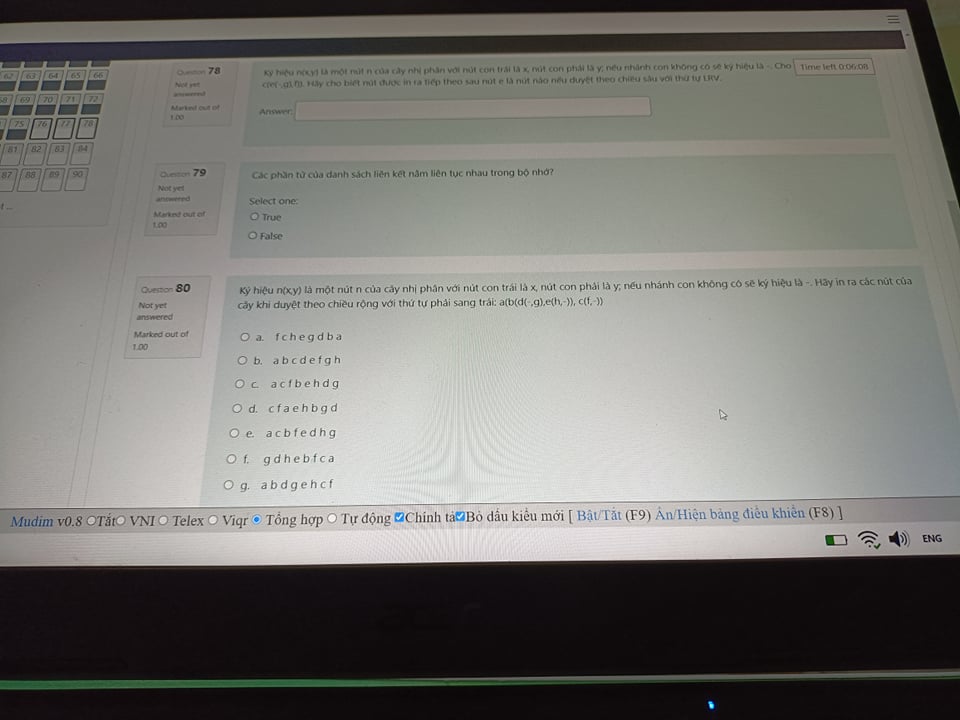 62 63 64 65 66
69 70 71 72
75 76 77 78
81 82 83 84
87 88 89 90
Question 78
Not yet
answered
Marked out of
1.00
Ký hiệu n(x,y) là một nút n của cây nhị phân với nút con trái là x, nút con phải là y; nếu nhánh con không có sẽ ký hiệu là -. Cho
Time left 0:06:08
Hãy cho biết nút được in ra tiếp theo sau nút e là nút nào nếu duyệt theo chiều sâu với thứ tự LRV.
Answer:
Question 79
Not yet
answered
Marked out of
1.00
Các phần tử của danh sách liên kết nằm liên tục nhau trong bộ nhớ?
Select one:
True
False
Question 80
Not yet
answered
Marked out of
1.00
Ký hiệu n(x,y) là một nút n của cây nhị phân với nút con trái là x, nút con phải là y; nếu nhánh con không có sẽ ký hiệu là -. Hãy in ra các nút của
cây khi duyệt theo chiều rộng với thứ tự phải sang trái: a(b(d(-,g),e(h,-)), c(f,-))
a. f c h e g d b a
b. a b c d e f g h
c. a c f b e h d g
d. c f a e h b g d
e. a c b f e d h g
f. g d h e b f c a
g. a b d g e h c f
Mudim v0.8 Tắt VNI Telex Viqr Tổng hợp Tự động Chính tả Bỏ dấu kiểu mới [ Bật/Tắt (F9) Ẩn/Hiện bảng điều khiển (F8) ]
ENG